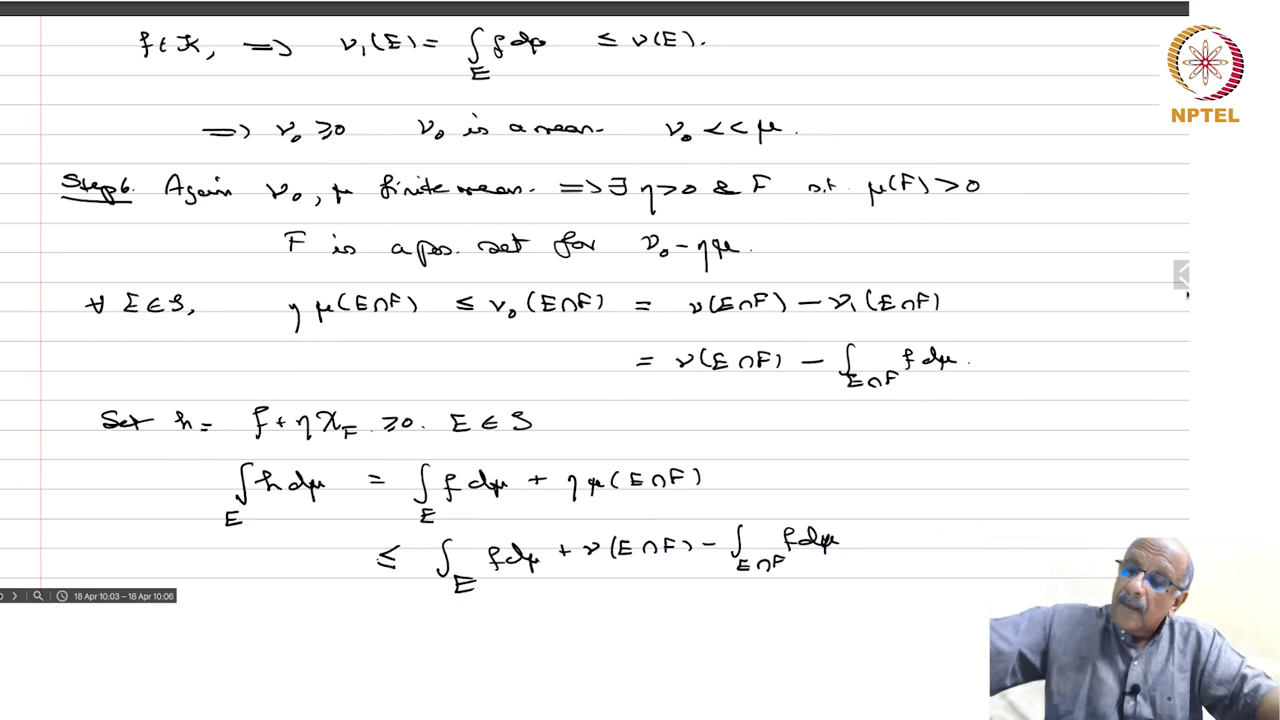 f ∈ K, ⟹ ν₁(E) = ∫_E f dμ ≤ ν(E).
NPTEL
⟹ ν₀ ≥ 0 ν₀ is a mean. ν₀ << μ.
Step 6. Again ν₀, μ finite mean. ⟹ ∃ η > 0 & F s.t. μ(F) > 0
F is a pos. set for ν₀ - ημ.
∀ E ∈ S, η μ(E∩F) ≤ ν₀(E∩F) = ν(E∩F) - ν₁(E∩F)
= ν(E∩F) - ∫_{E∩F} f dμ.
Set h = f + η χ_F ≥ 0. E ∈ S
∫_E h dμ = ∫_E f dμ + η μ(E∩F)
≤ ∫_E f dμ + ν(E∩F) - ∫_{E∩F} f dμ
18 Apr 10:03 – 18 Apr 10:06